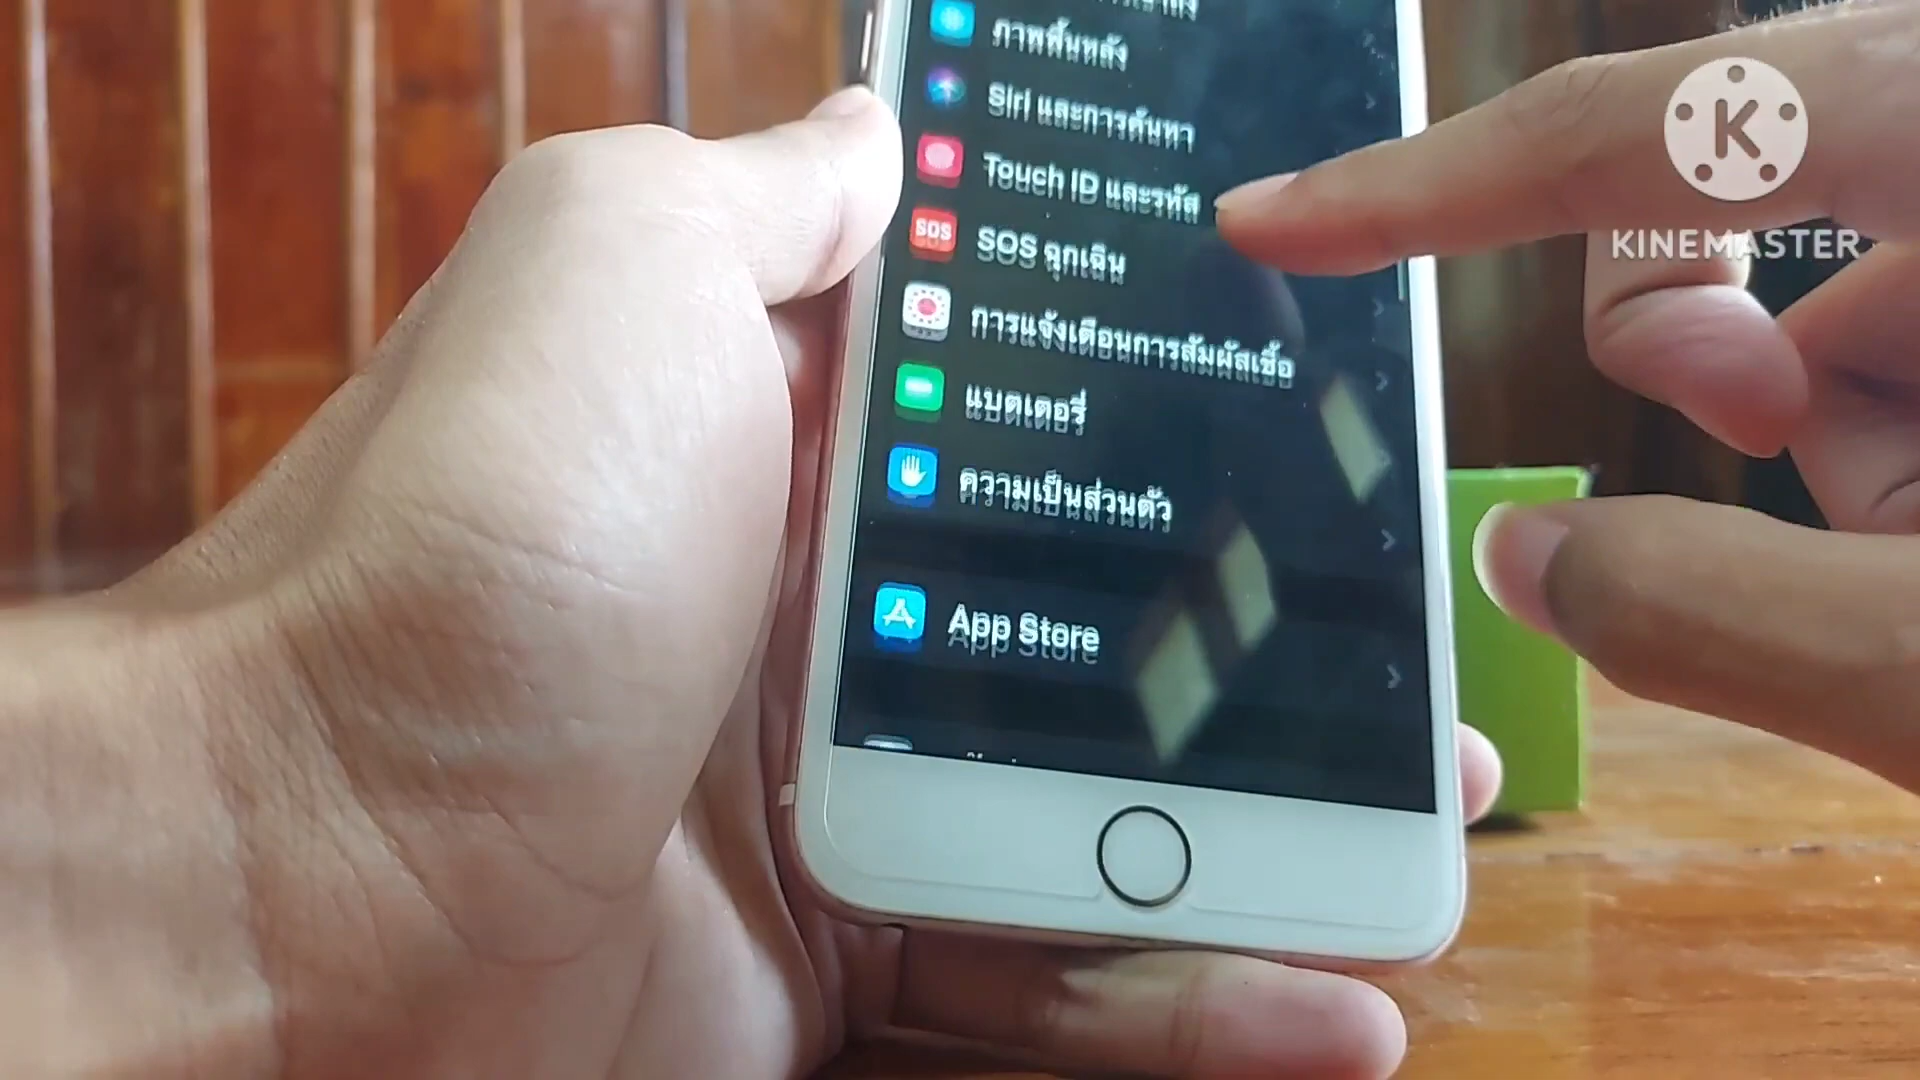 ภาพพื้นหลัง
Siri และการค้นหา
Touch ID และรหัส
SOS
SOS ฉุกเฉิน
การแจ้งเตือนการสัมผัสเชื้อ
แบตเตอรี่
ความเป็นส่วนตัว
App Store
K
KINEMASTER